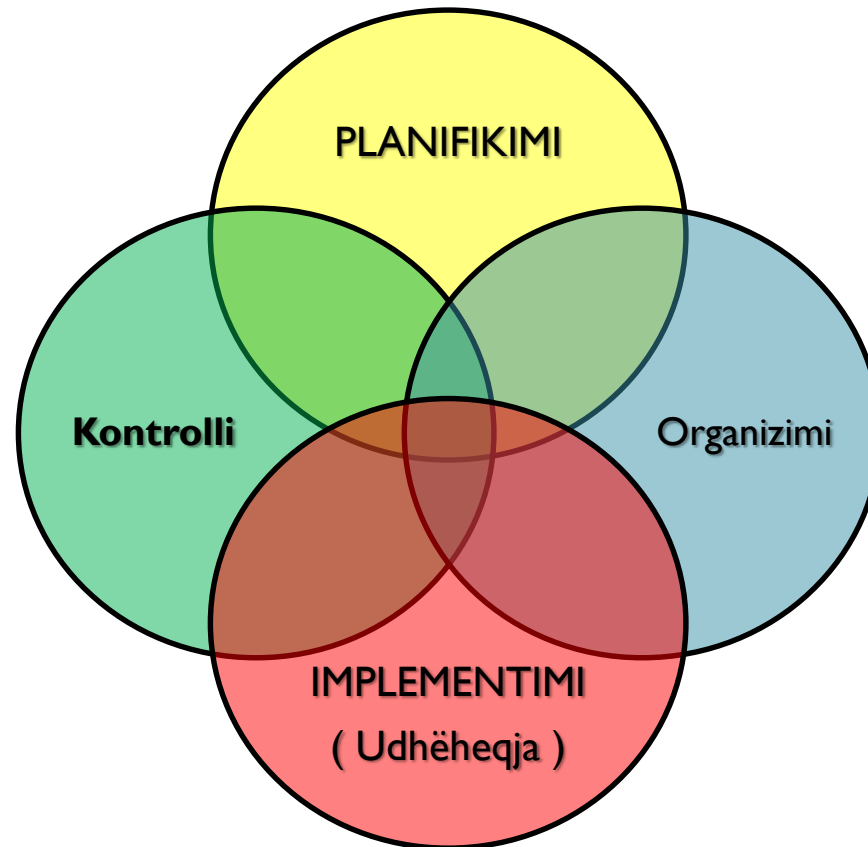 PLANIFIKIMI
Kontrolli
Organizimi
IMPLEMENTIMI
( Udhëheqja )